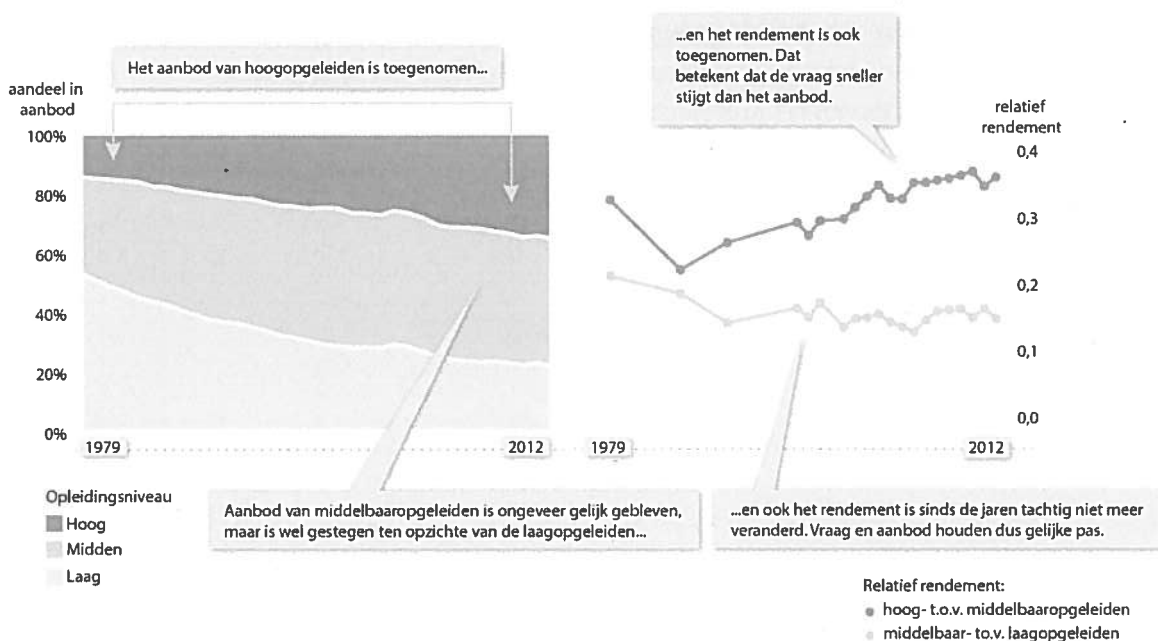 Het aanbod van hoogopgeleiden is toegenomen...
aandeel in
aanbod
100%
80%
60%
40%
20%
0%
1979
2012
Opleidingsniveau
Hoog
Midden
Laag
Aanbod van middelbaaropgeleiden is ongeveer gelijk gebleven,
maar is wel gestegen ten opzichte van de laagopgeleiden...
...en het rendement is ook
toegenomen. Dat
betekent dat de vraag sneller
stijgt dan het aanbod.
relatief
rendement
0,4
0,3
0,2
0,1
0,0
1979
2012
...en ook het rendement is sinds de jaren tachtig niet meer
veranderd. Vraag en aanbod houden dus gelijke pas.
Relatief rendement:
hoog- t.o.v. middelbaaropgeleiden
middelbaar- to.v. laagopgeleiden